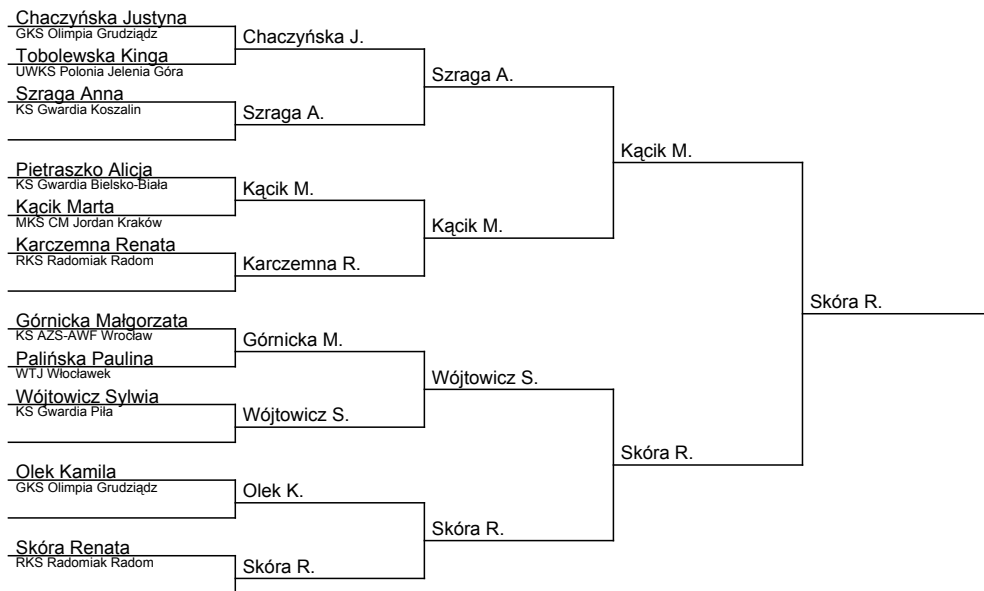 Chaczyńska Justyna
GKS Olimpia Grudziądz
Tobolewska Kinga
UWKS Polonia Jelenia Góra
Szraga Anna
KS Gwardia Koszalin
Pietraszko Alicja
KS Gwardia Bielsko-Biała
Kącik Marta
MKS CM Jordan Kraków
Karczemna Renata
RKS Radomiak Radom
Górnicka Małgorzata
KS AZS-AWF Wrocław
Palińska Paulina
WTJ Włocławek
Wójtowicz Sylwia
KS Gwardia Piła
Olek Kamila
GKS Olimpia Grudziądz
Skóra Renata
RKS Radomiak Radom
Chaczyńska J.
Szraga A.
Kącik M.
Karczemna R.
Górnicka M.
Wójtowicz S.
Olek K.
Skóra R.
Szraga A.
Kącik M.
Wójtowicz S.
Skóra R.
Kącik M.
Skóra R.
Skóra R.